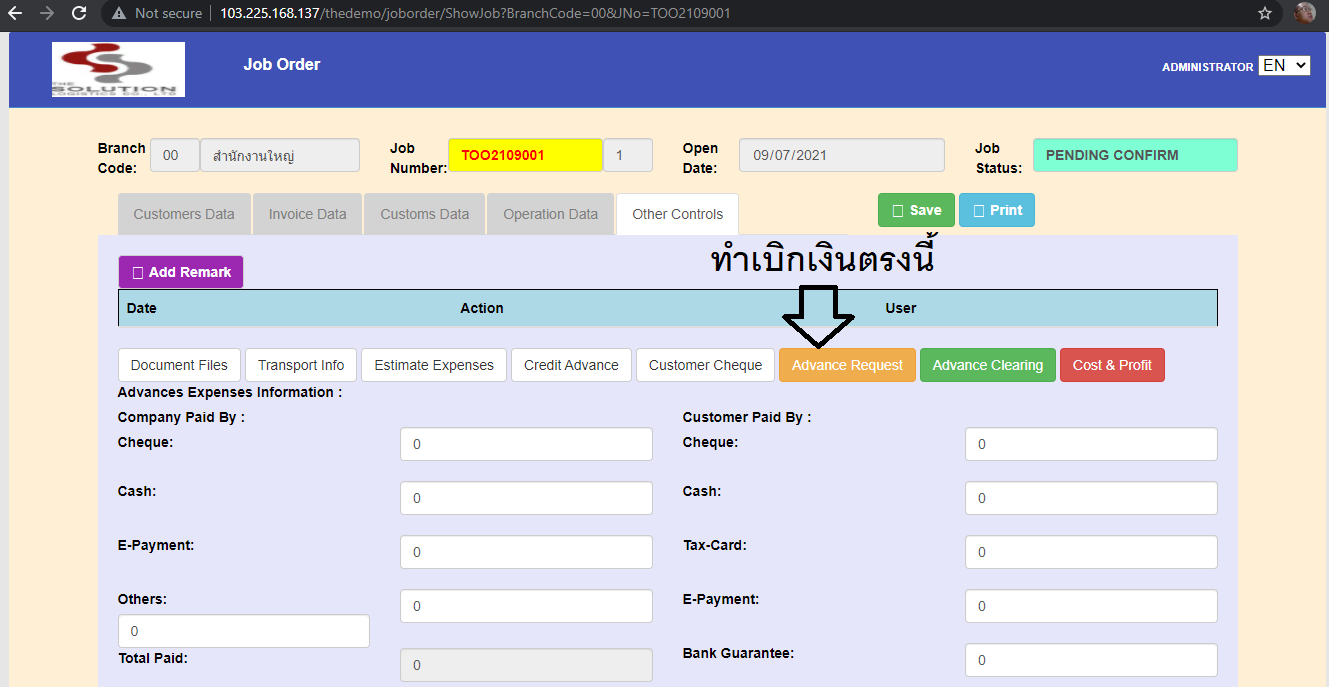 Not secure 103.225.168.137/thedemo/joborder/ShowJob?BranchCode=00&JNo=TOO2109001
THE SOLUTION LOGISTICS CO., LTD
Job Order
ADMINISTRATOR EN
Branch Code: 00 สำนักงานใหญ่ Job Number: TOO2109001 1 Open Date: 09/07/2021 Job Status: PENDING CONFIRM
Customers Data Invoice Data Customs Data Operation Data Other Controls Save Print
ทำเบิกเงินตรงนี้
Add Remark
Date Action User
Document Files Transport Info Estimate Expenses Credit Advance Customer Cheque Advance Request Advance Clearing Cost & Profit
Advances Expenses Information :
Company Paid By : Customer Paid By :
Cheque: 0 Cheque: 0
Cash: 0 Cash: 0
E-Payment: 0 Tax-Card: 0
Others: 0 E-Payment: 0
0
Total Paid: 0 Bank Guarantee: 0